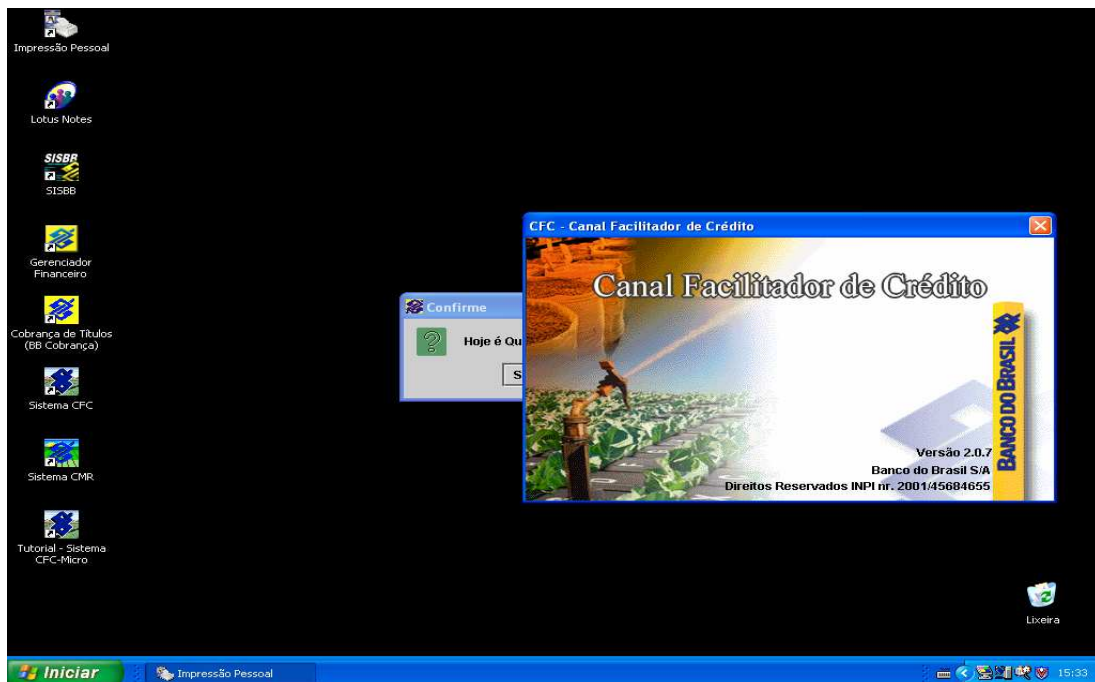 Impressão Pessoal
Lotus Notes
SISBB
SISBB
Gerenciador
Financeiro
Cobrança de Títulos
(BB Cobrança)
Sistema CFC
Sistema CMR
Tutorial - Sistema
CFC-Micro
Confirme
Hoje é Qu
S
CFC - Canal Facilitador de Crédito
Canal Facilitador de Crédito
BANCO DO BRASIL
Versão 2.0.7
Banco do Brasil S/A
Direitos Reservados INPI nr. 2001/45684655
Lixeira
Iniciar
Impressão Pessoal
15:33